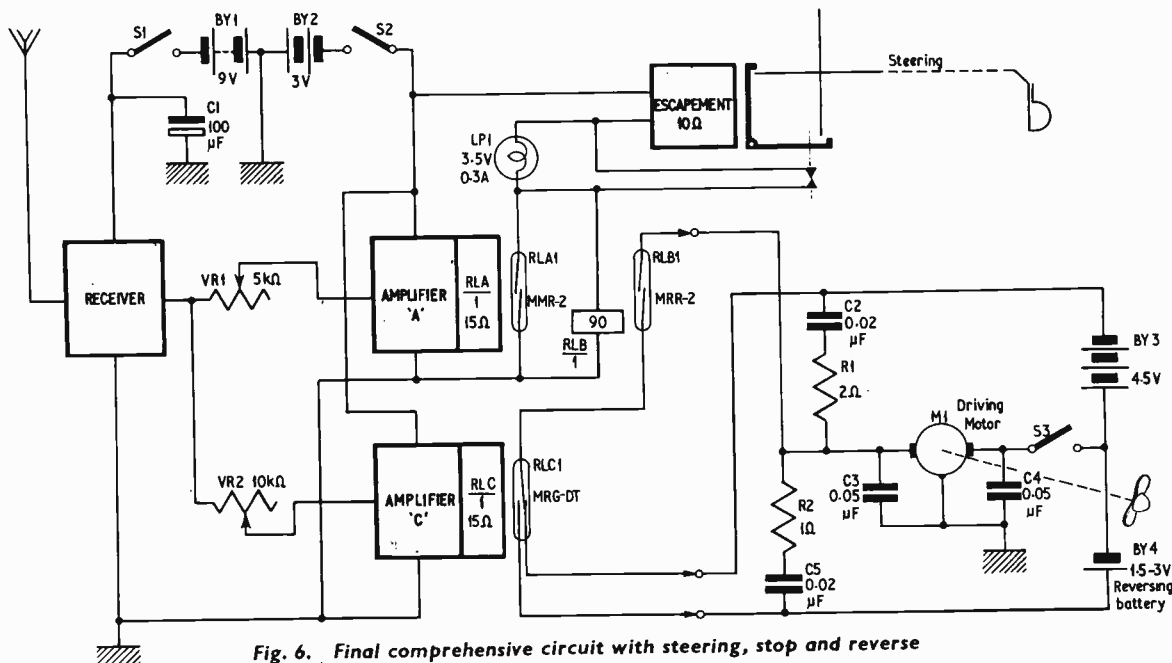 S1
BY1
9V
BY2
3V
S2
C1
100
µF
ESCAPEMENT
10Ω
Steering
LP1
3.5V
0.3A
RECEIVER
VR1
5kΩ
AMPLIFIER
'A'
RLA
1
15Ω
RLA1
MMR-2
90
RLB
1
RLB1
MRR-2
C2
0.02
µF
R1
2Ω
BY3
4.5V
M1
Driving
Motor
S3
C3
0.05
µF
C4
0.05
µF
R2
1Ω
C5
0.02
µF
BY4
1.5-3V
Reversing
battery
VR2
10kΩ
AMPLIFIER
'C'
RLC
1
15Ω
RLC1
MRG-DT
Fig. 6. Final comprehensive circuit with steering, stop and reverse